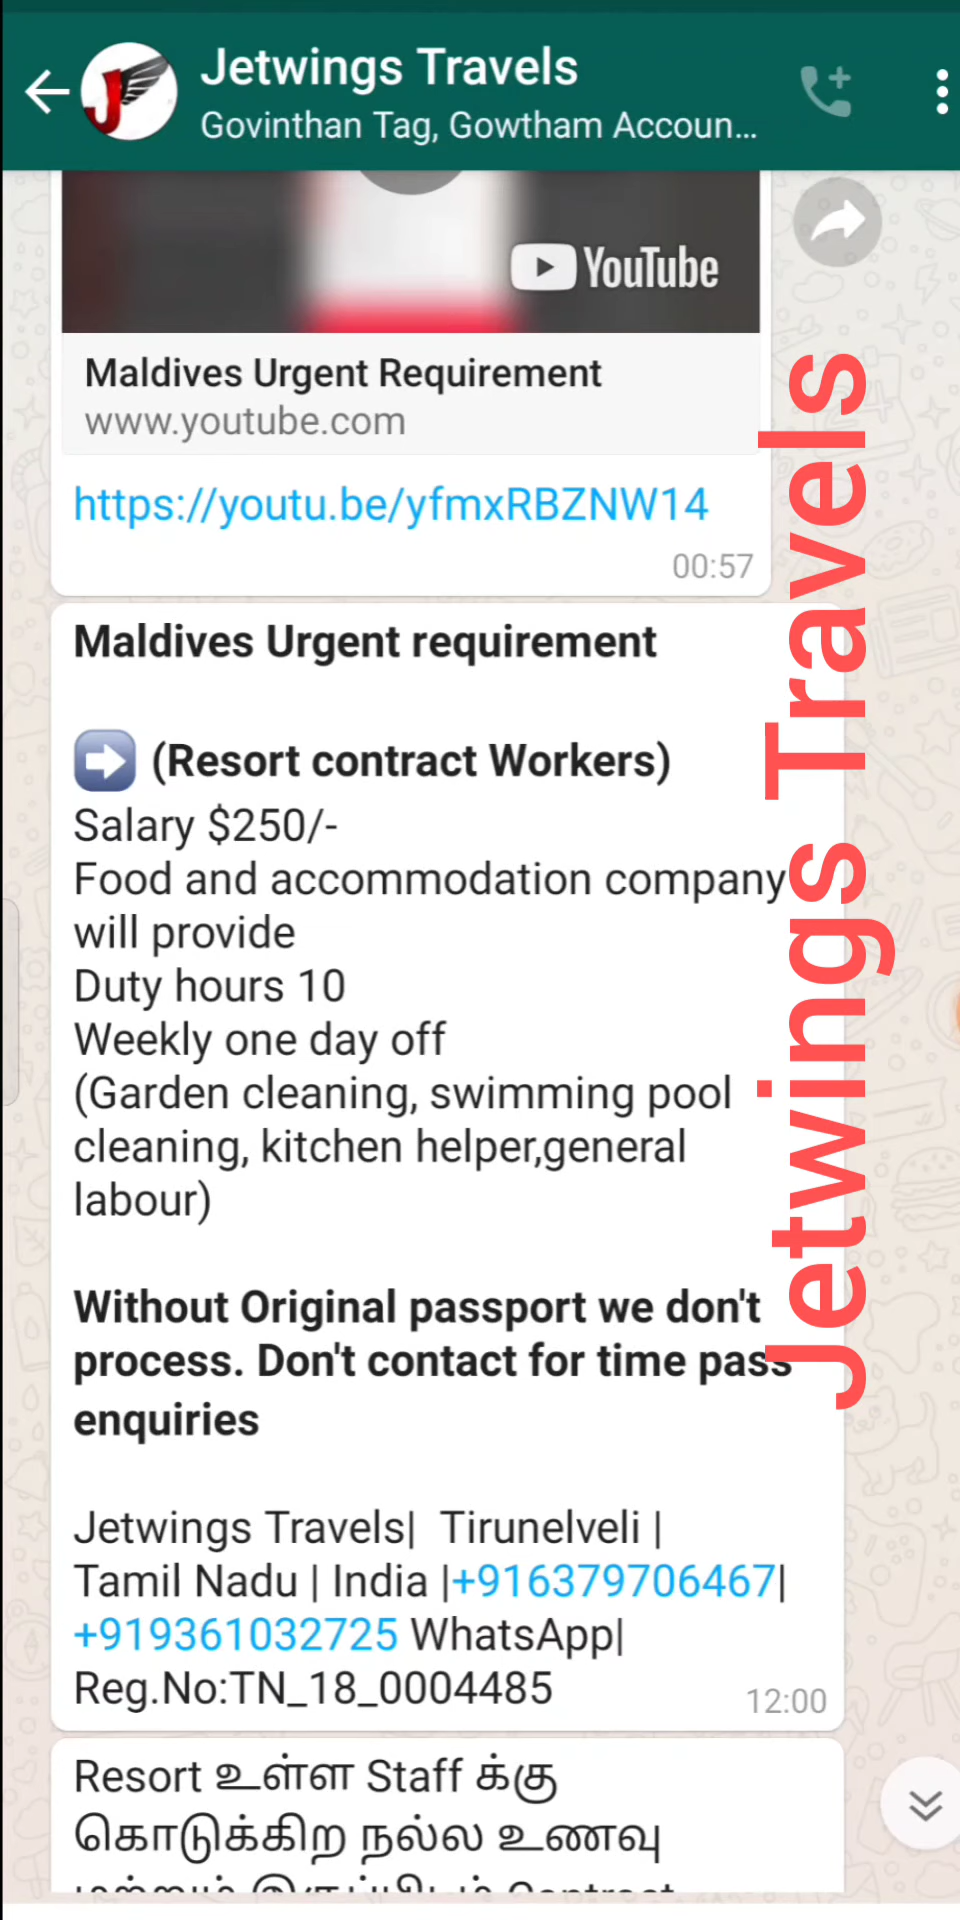 Jetwings Travels
Govinthan Tag, Gowtham Accoun...
YouTube
Maldives Urgent Requirement
www.youtube.com
https://youtu.be/yfmxRBZNW14
00:57
Maldives Urgent requirement
➡️ (Resort contract Workers)
Salary $250/-
Food and accommodation company
will provide
Duty hours 10
Weekly one day off
(Garden cleaning, swimming pool
cleaning, kitchen helper,general
labour)
Without Original passport we don't
process. Don't contact for time pass
enquiries
Jetwings Travels|  Tirunelveli |
Tamil Nadu | India |+916379706467|
+919361032725 WhatsApp|
Reg.No:TN_18_0004485
12:00
Resort உள்ள Staff க்கு
கொடுக்கிற நல்ல உணவு
Jetwings Travels